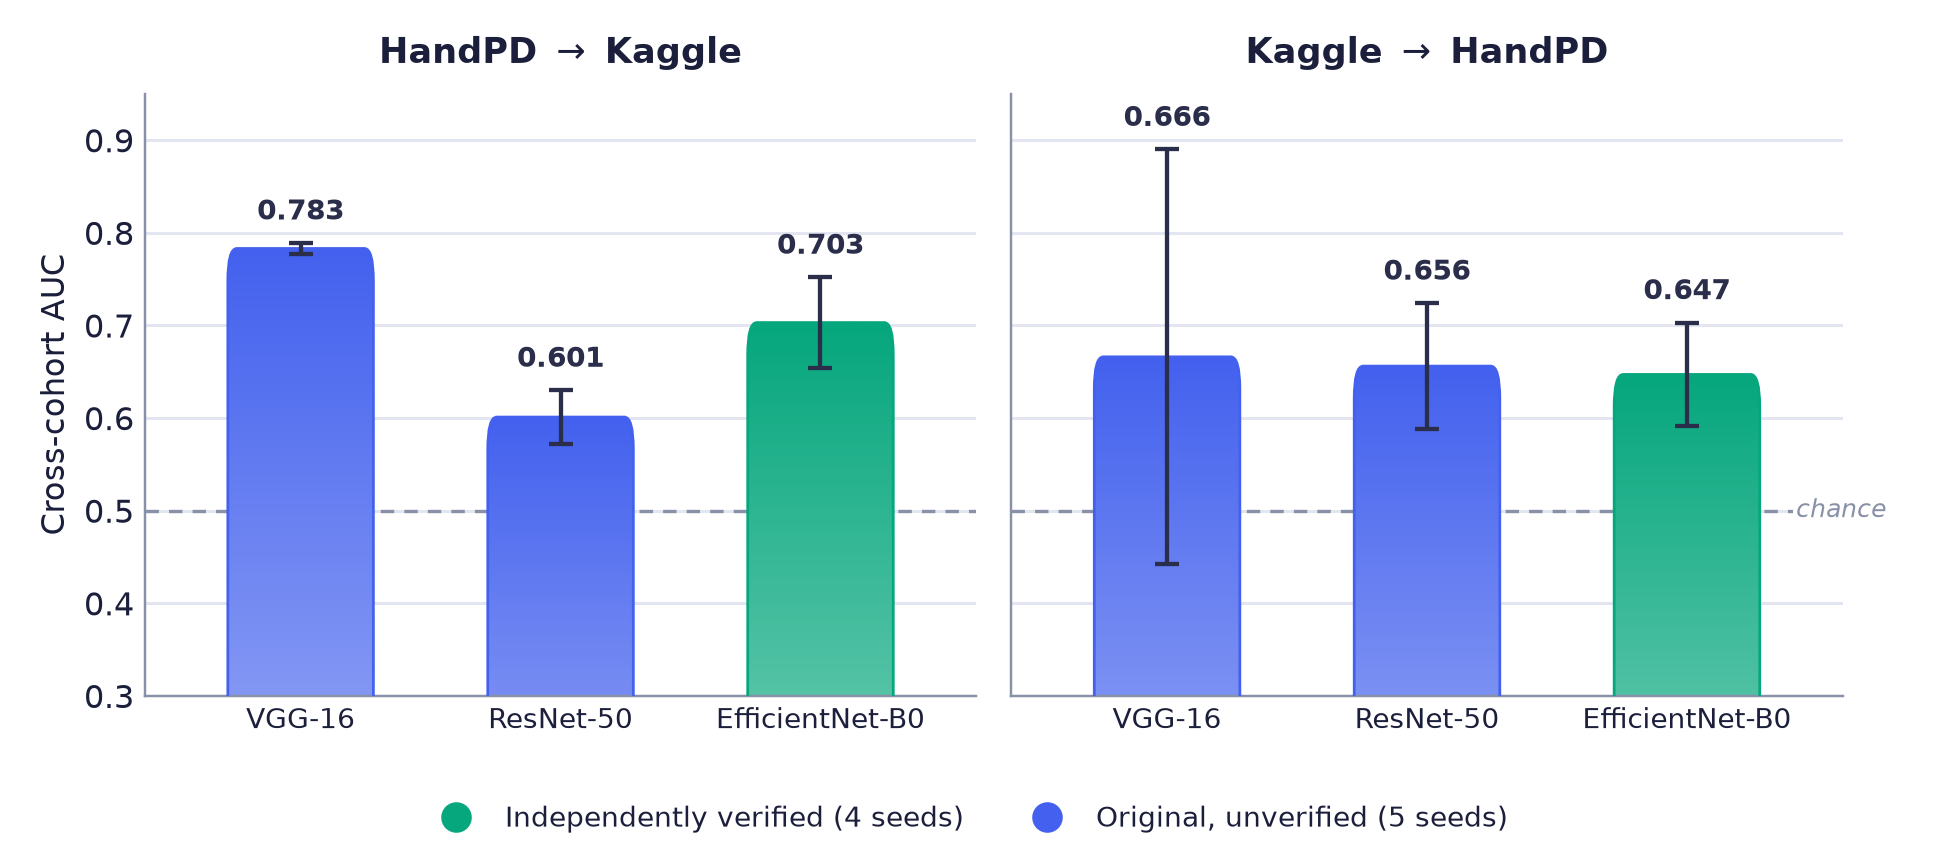 HandPD → Kaggle
Kaggle → HandPD
Cross-cohort AUC
0.9
0.8
0.7
0.6
0.5
0.4
0.3
0.783
0.601
0.703
0.666
0.656
0.647
chance
VGG-16
ResNet-50
EfficientNet-B0
VGG-16
ResNet-50
EfficientNet-B0
Independently verified (4 seeds)
Original, unverified (5 seeds)